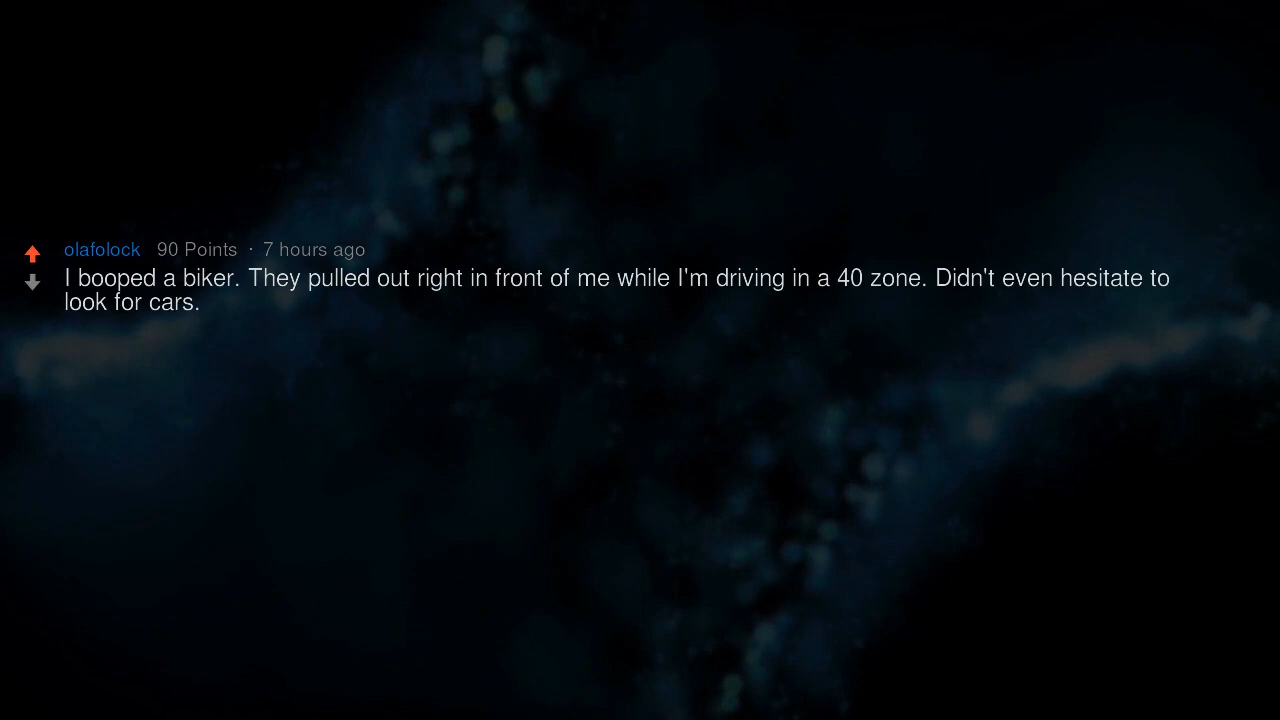 olafolock 90 Points · 7 hours ago
I booped a biker. They pulled out right in front of me while I'm driving in a 40 zone. Didn't even hesitate to
look for cars.